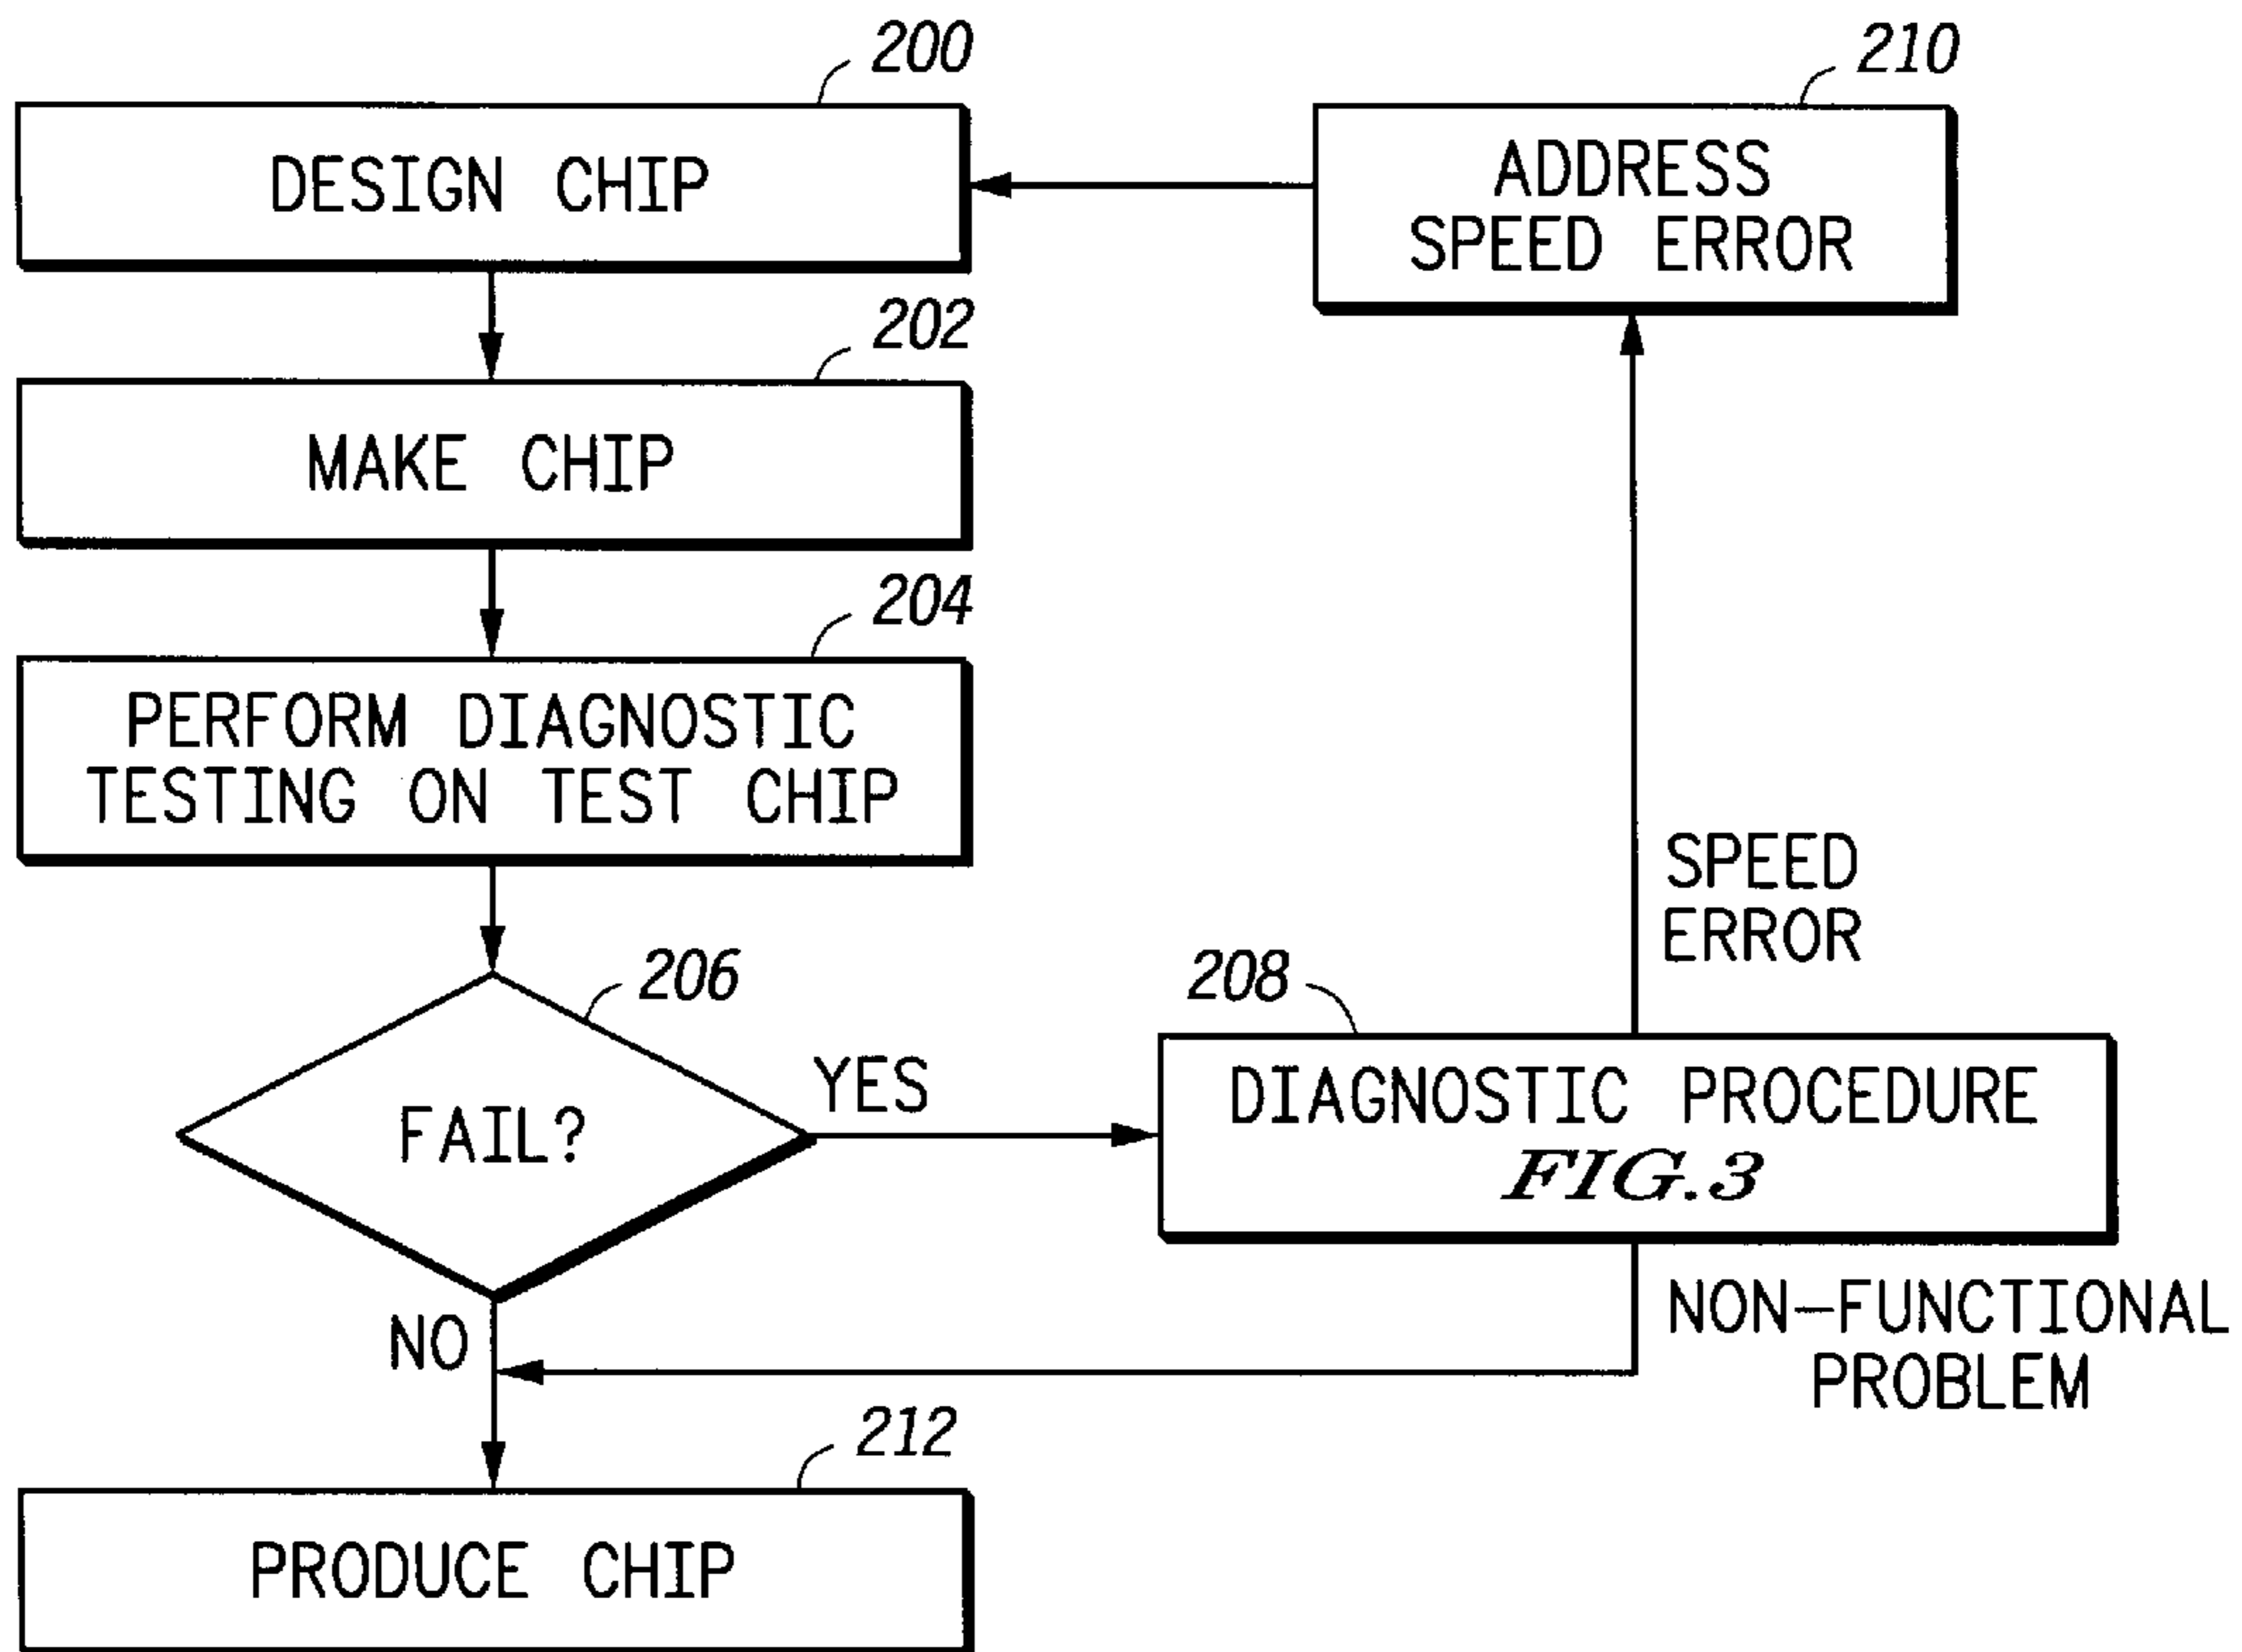 200
DESIGN CHIP
210
ADDRESS
SPEED ERROR
202
MAKE CHIP
204
PERFORM DIAGNOSTIC
TESTING ON TEST CHIP
SPEED
ERROR
206
FAIL?
YES
NO
208
DIAGNOSTIC PROCEDURE
FIG.3
NON-FUNCTIONAL
PROBLEM
212
PRODUCE CHIP